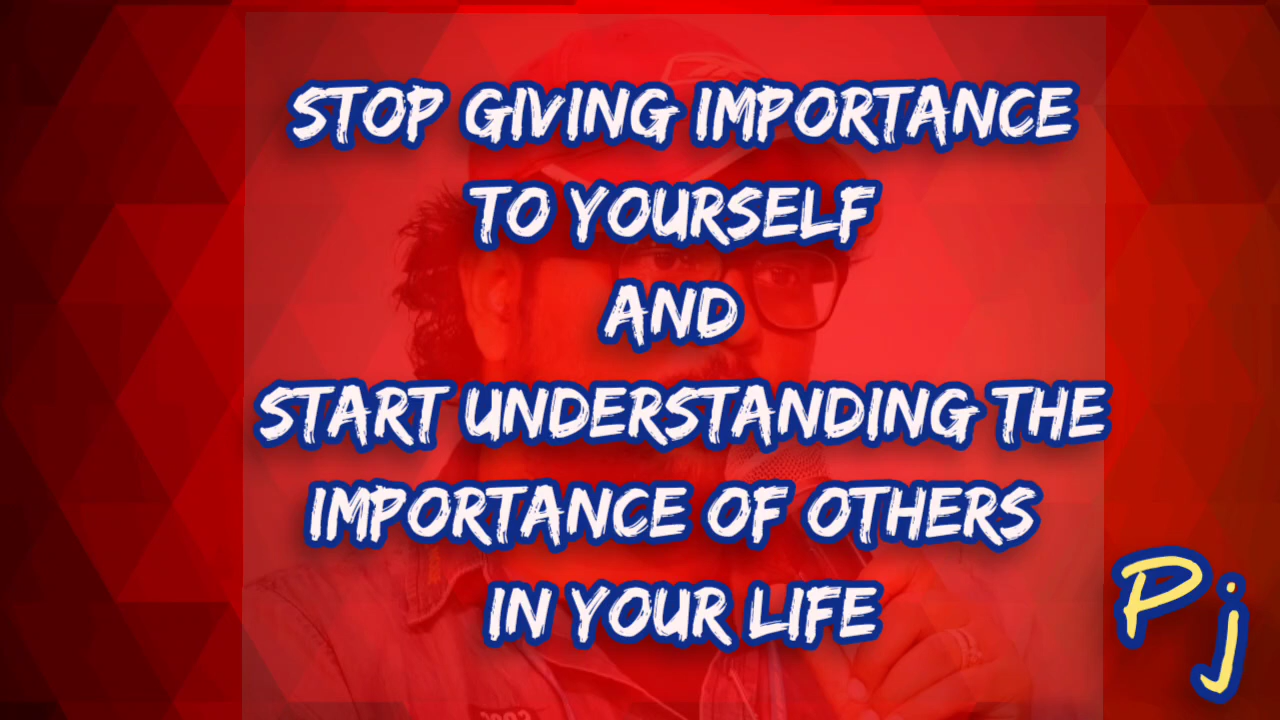 STOP GIVING IMPORTANCE
TO YOURSELF
AND
START UNDERSTANDING THE
IMPORTANCE OF OTHERS
IN YOUR LIFE
Pj